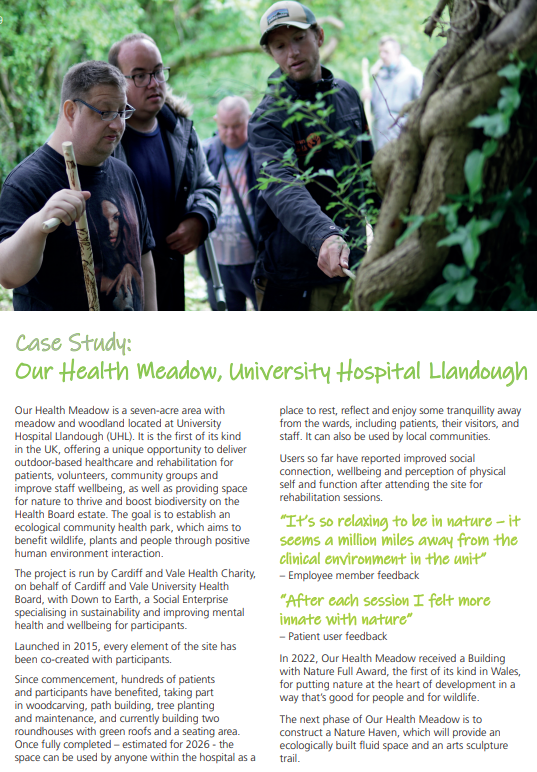 9
Case Study:
Our Health Meadow, University Hospital Llandough
Our Health Meadow is a seven-acre area with
meadow and woodland located at University
Hospital Llandough (UHL). It is the first of its kind
in the UK, offering a unique opportunity to deliver
outdoor-based healthcare and rehabilitation for
patients, volunteers, community groups and
improve staff wellbeing, as well as providing space
for nature to thrive and boost biodiversity on the
Health Board estate. The goal is to establish an
ecological community health park, which aims to
benefit wildlife, plants and people through positive
human environment interaction.
The project is run by Cardiff and Vale Health Charity,
on behalf of Cardiff and Vale University Health
Board, with Down to Earth, a Social Enterprise
specialising in sustainability and improving mental
health and wellbeing for participants.
Launched in 2015, every element of the site has
been co-created with participants.
Since commencement, hundreds of patients
and participants have benefited, taking part
in woodcarving, path building, tree planting
and maintenance, and currently building two
roundhouses with green roofs and a seating area.
Once fully completed – estimated for 2026 - the
space can be used by anyone within the hospital as a
place to rest, reflect and enjoy some tranquillity away
from the wards, including patients, their visitors, and
staff. It can also be used by local communities.
Users so far have reported improved social
connection, wellbeing and perception of physical
self and function after attending the site for
rehabilitation sessions.
“It’s so relaxing to be in nature – it
seems a million miles away from the
clinical environment in the unit”
– Employee member feedback
“After each session I felt more
innate with nature”
– Patient user feedback
In 2022, Our Health Meadow received a Building
with Nature Full Award, the first of its kind in Wales,
for putting nature at the heart of development in a
way that’s good for people and for wildlife.
The next phase of Our Health Meadow is to
construct a Nature Haven, which will provide an
ecologically built fluid space and an arts sculpture
trail.